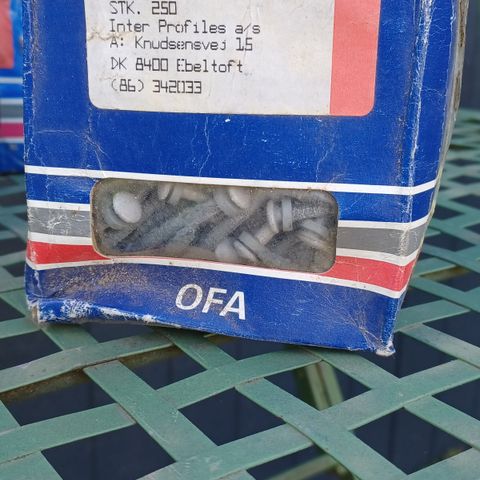 STK. 250
Inter Profiles a/s
A: Knudsensvej 15
DK 8400 Ebeltoft
(86) 342033
OFA